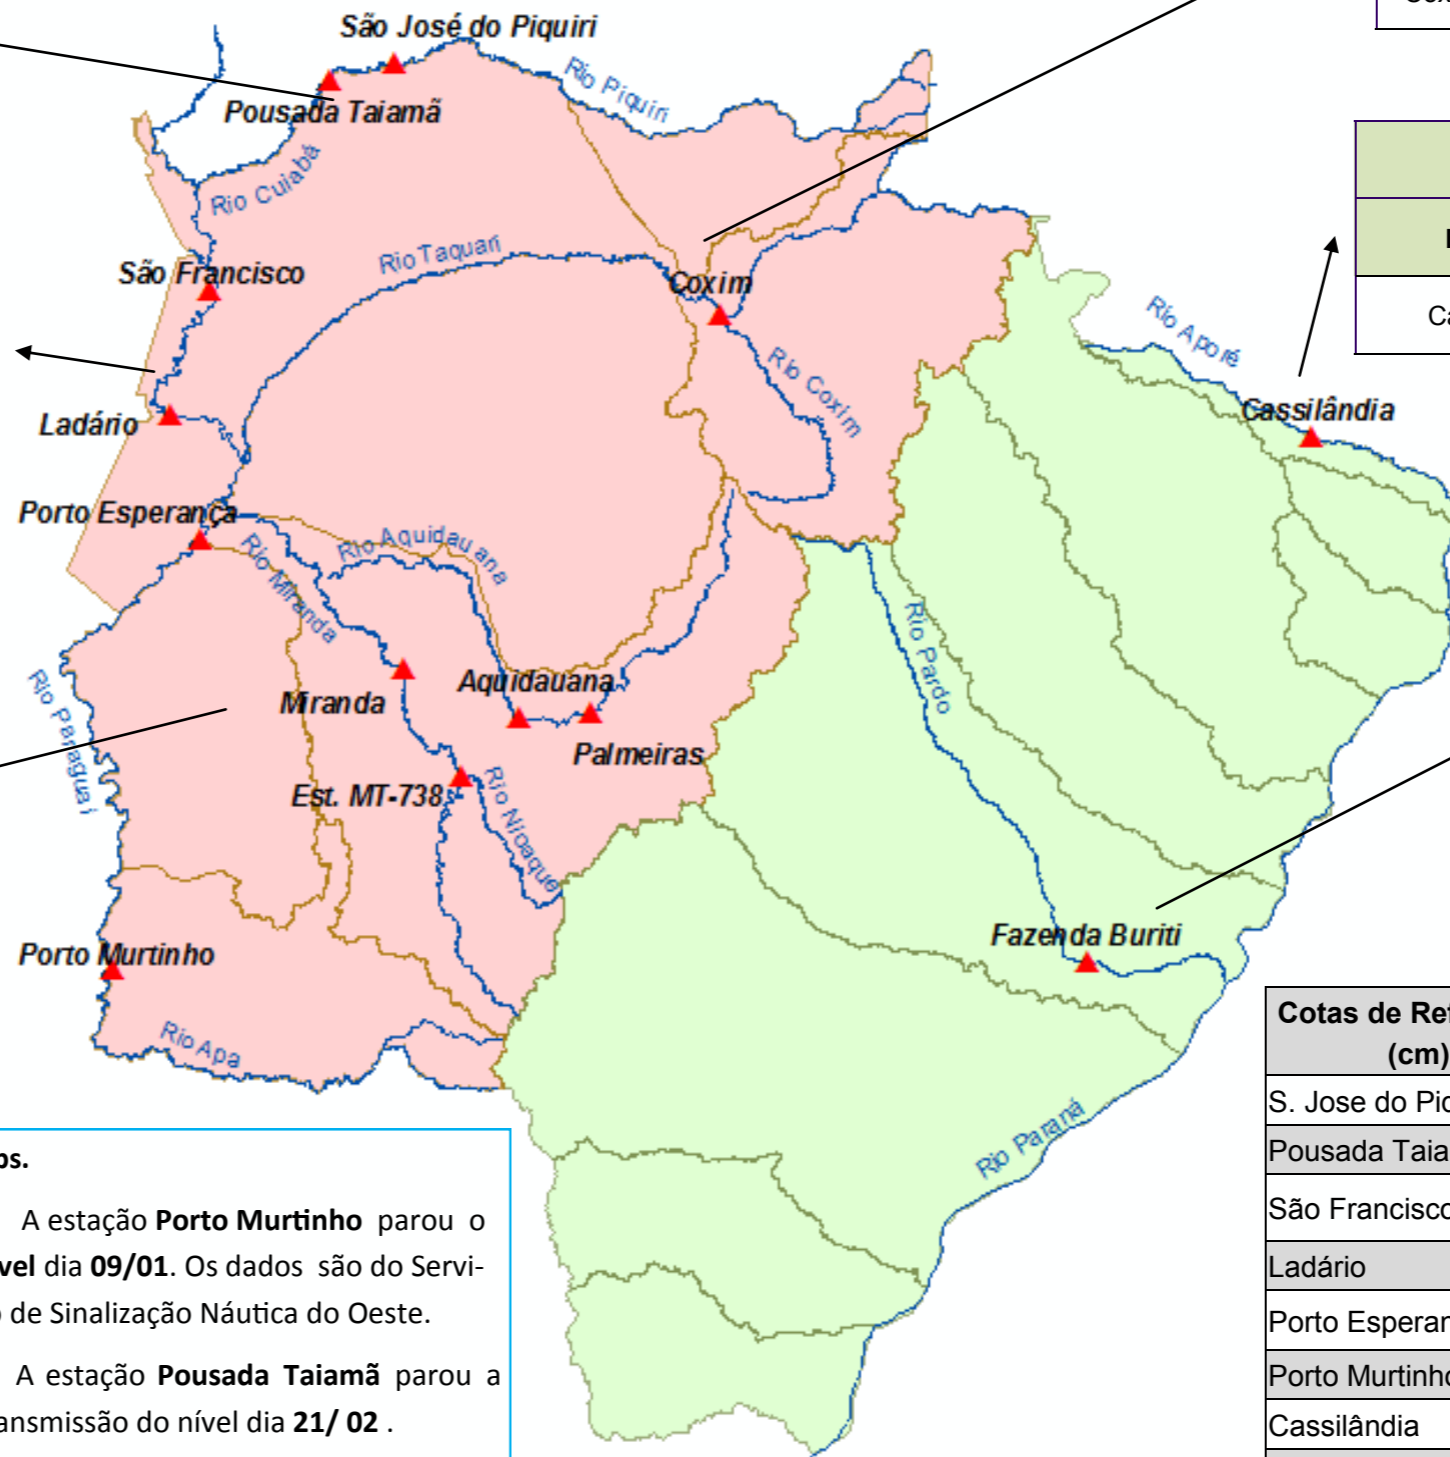 São José do Piquiri
Pousada Taiamã
Rio Piquiri
Rio Cuiabá
Rio Taquari
São Francisco
Coxim
Rio Coxim
Rio Aporé
Cassilândia
Ladário
Porto Esperança
Rio Miranda
Rio Aquidauana
Rio Pardo
Rio Paraguai
Miranda
Aquidauana
Palmeiras
Est. MT-738
Rio Nioaque
Porto Murtinho
Fazenda Buriti
Rio Apa
Rio Paraná
Ca
bs.
A estação Porto Murtinho parou o
vel dia 09/01. Os dados são do Servi-
o de Sinalização Náutica do Oeste.
A estação Pousada Taiamã parou a
ansmissão do nível dia 21/ 02 .
Cotas de Ref
(cm)
S. Jose do Piq
Pousada Taia
São Francisco
Ladário
Porto Esperan
Porto Murtinho
Cassilândia